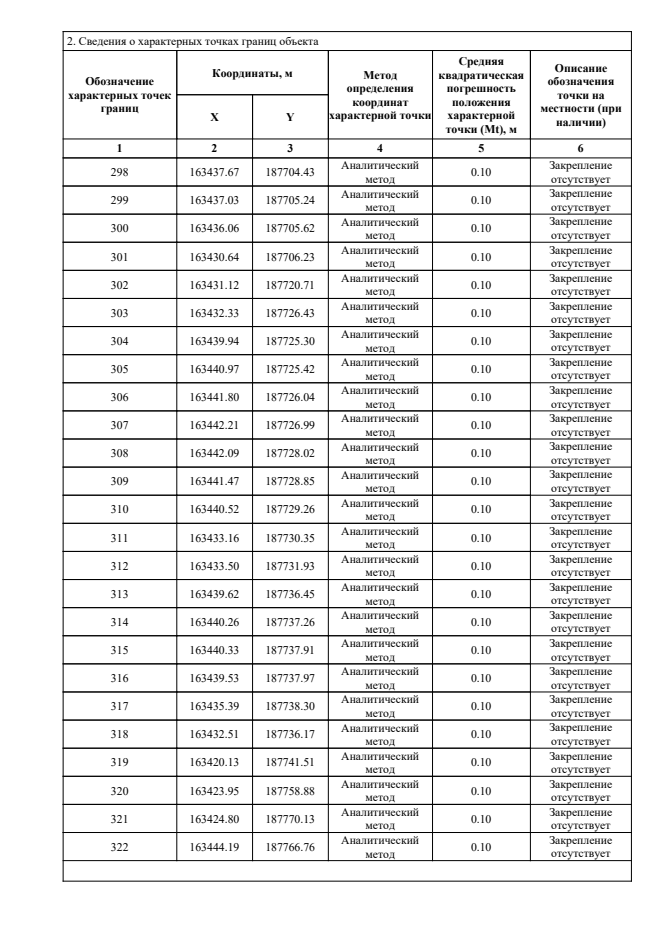 2. Сведения о характерных точках границ объекта
Обозначение характерных точек границ
Координаты, м
Метод определения координат характерной точки
Средняя квадратическая погрешность положения характерной точки (Mt), м
Описание обозначения точки на местности (при наличии)
X Y
1 2 3 4 5 6
298 163437.67 187704.43 Аналитический метод 0.10 Закрепление отсутствует
299 163437.03 187705.24 Аналитический метод 0.10 Закрепление отсутствует
300 163436.06 187705.62 Аналитический метод 0.10 Закрепление отсутствует
301 163430.64 187706.23 Аналитический метод 0.10 Закрепление отсутствует
302 163431.12 187720.71 Аналитический метод 0.10 Закрепление отсутствует
303 163432.33 187726.43 Аналитический метод 0.10 Закрепление отсутствует
304 163439.94 187725.30 Аналитический метод 0.10 Закрепление отсутствует
305 163440.97 187725.42 Аналитический метод 0.10 Закрепление отсутствует
306 163441.80 187726.04 Аналитический метод 0.10 Закрепление отсутствует
307 163442.21 187726.99 Аналитический метод 0.10 Закрепление отсутствует
308 163442.09 187728.02 Аналитический метод 0.10 Закрепление отсутствует
309 163441.47 187728.85 Аналитический метод 0.10 Закрепление отсутствует
310 163440.52 187729.26 Аналитический метод 0.10 Закрепление отсутствует
311 163433.16 187730.35 Аналитический метод 0.10 Закрепление отсутствует
312 163433.50 187731.93 Аналитический метод 0.10 Закрепление отсутствует
313 163439.62 187736.45 Аналитический метод 0.10 Закрепление отсутствует
314 163440.26 187737.26 Аналитический метод 0.10 Закрепление отсутствует
315 163440.33 187737.91 Аналитический метод 0.10 Закрепление отсутствует
316 163439.53 187737.97 Аналитический метод 0.10 Закрепление отсутствует
317 163435.39 187738.30 Аналитический метод 0.10 Закрепление отсутствует
318 163432.51 187736.17 Аналитический метод 0.10 Закрепление отсутствует
319 163420.13 187741.51 Аналитический метод 0.10 Закрепление отсутствует
320 163423.95 187758.88 Аналитический метод 0.10 Закрепление отсутствует
321 163424.80 187770.13 Аналитический метод 0.10 Закрепление отсутствует
322 163444.19 187766.76 Аналитический метод 0.10 Закрепление отсутствует